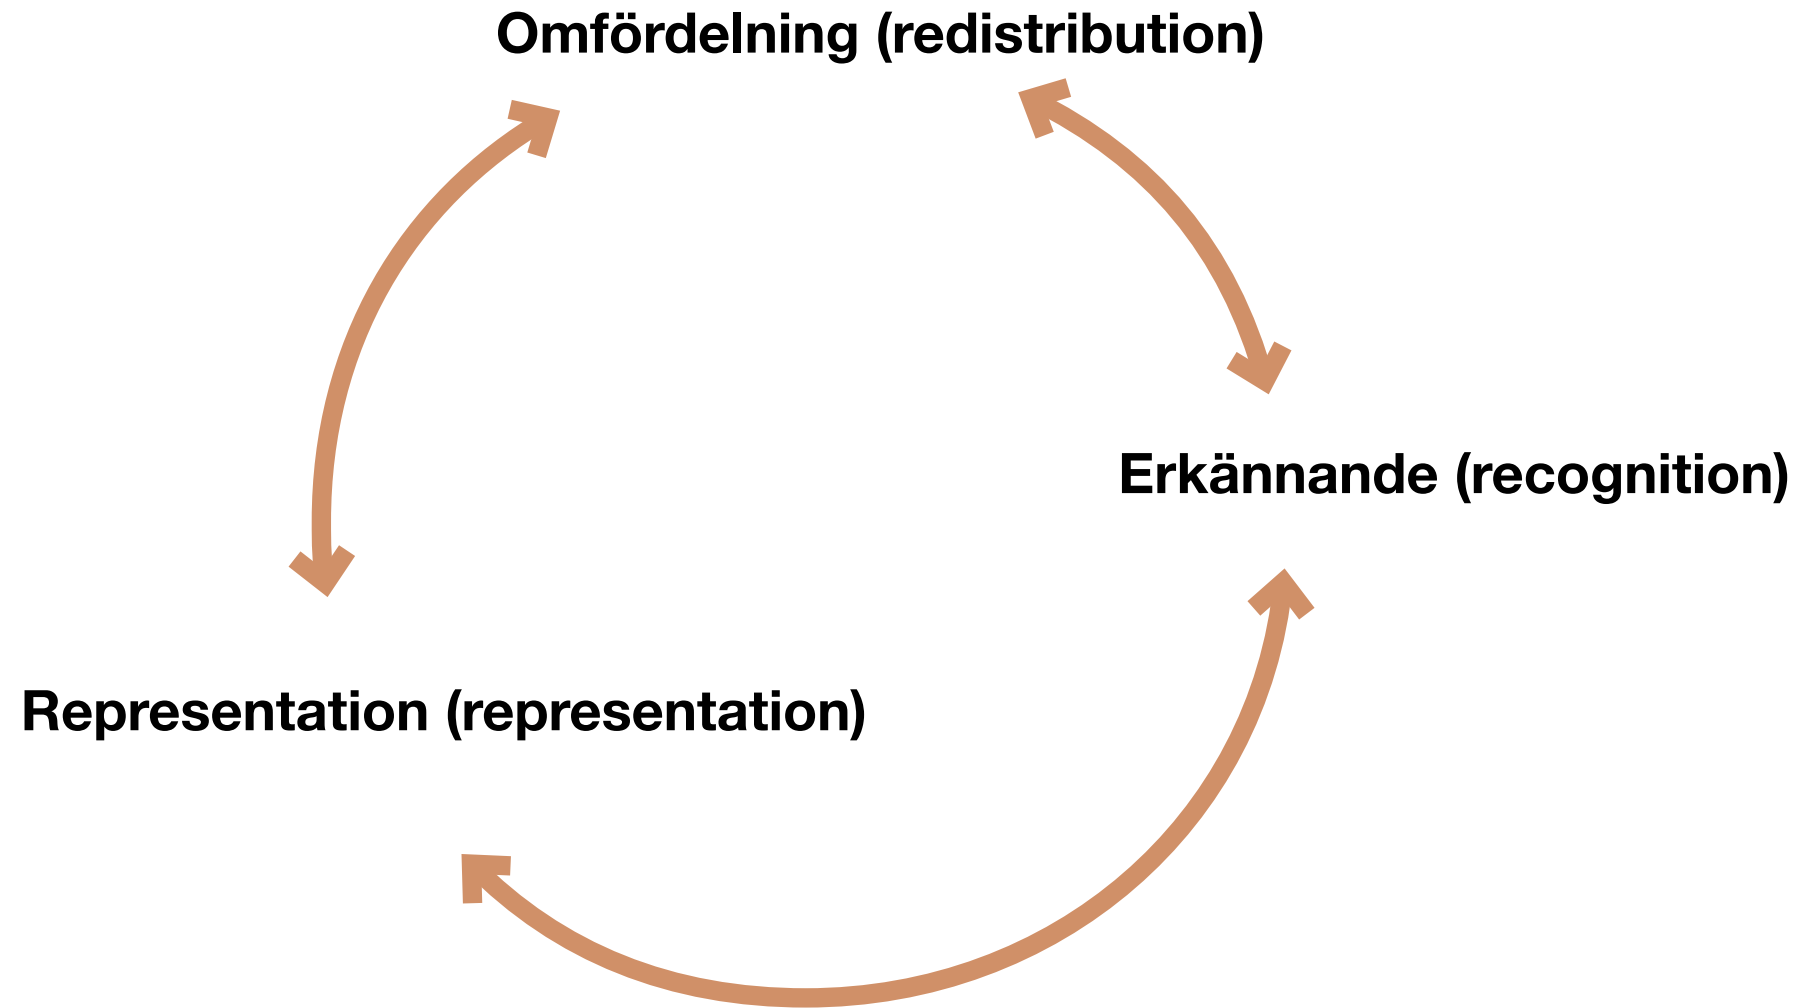 Omfördelning (redistribution)
Erkännande (recognition)
Representation (representation)